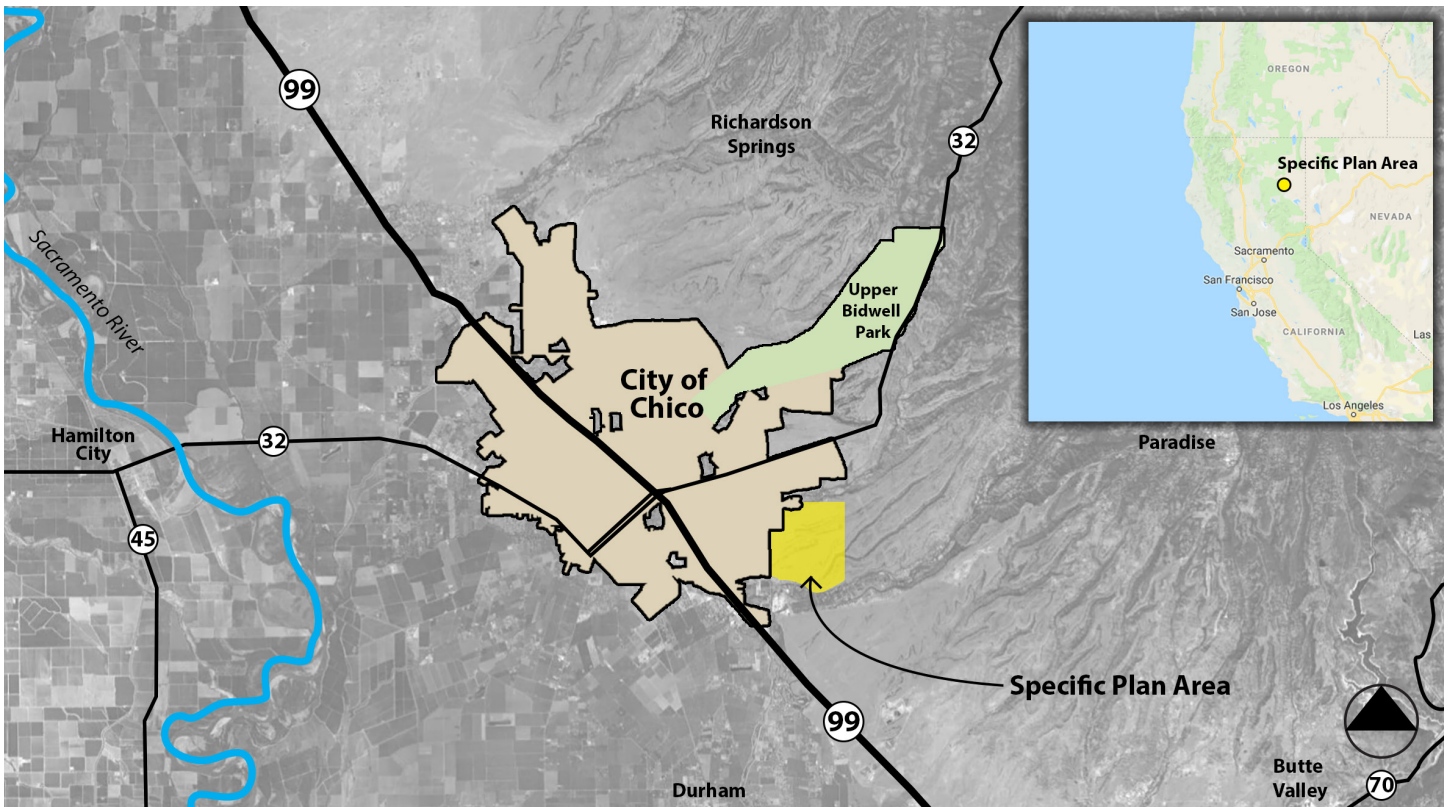 99
Richardson
Springs
32
OREGON
Specific Plan Area
NEVADA
Sacramento
San Francisco
San Jose
CALIFORNIA
Las
Los Angeles
Sacramento River
Upper
Bidwell
Park
City of
Chico
Hamilton
City
32
Paradise
45
Specific Plan Area
99
Durham
Butte
Valley
70